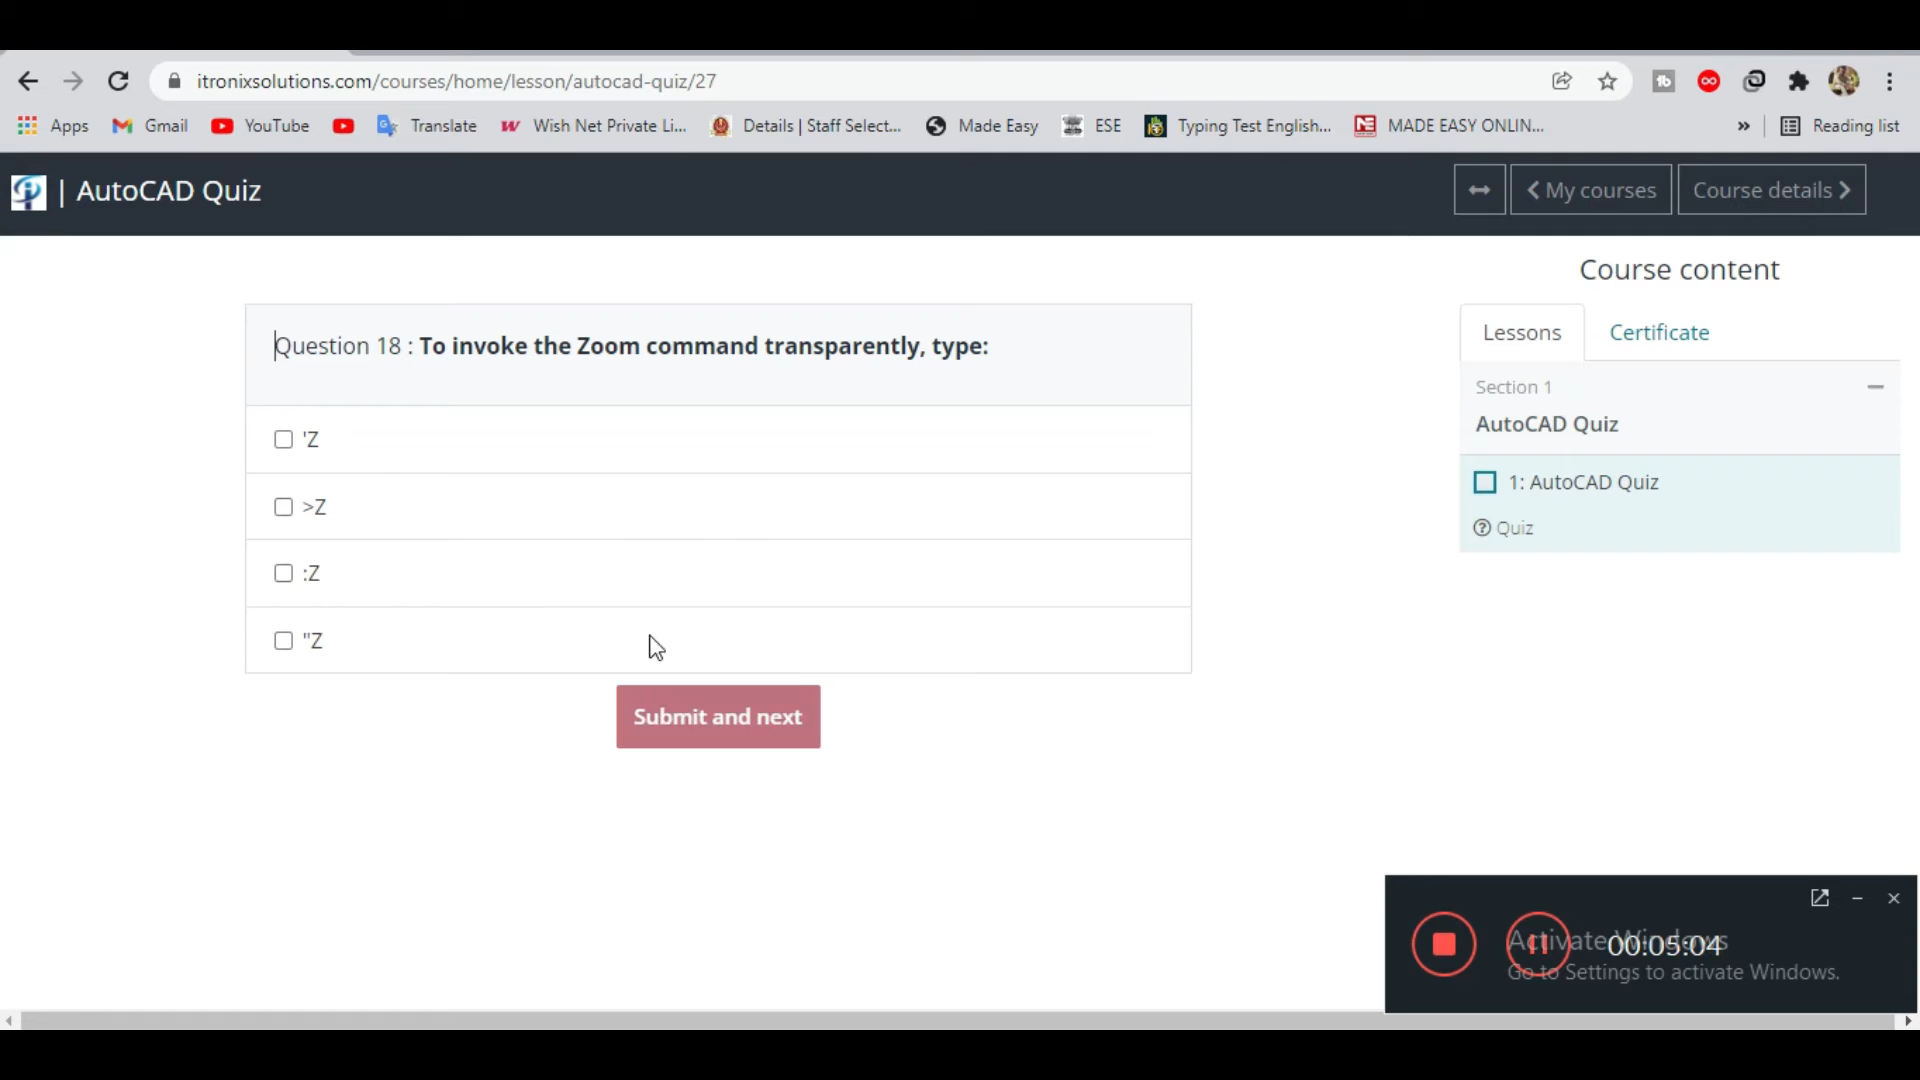 itronixsolutions.com/courses/home/lesson/autocad-quiz/27
Apps Gmail YouTube Translate Wish Net Private Li... Details | Staff Select... Made Easy ESE Typing Test English... MADE EASY ONLIN... » Reading list
| AutoCAD Quiz
My courses
Course details
Course content
Lessons
Certificate
Section 1
AutoCAD Quiz
1: AutoCAD Quiz
Quiz
Question 18 : To invoke the Zoom command transparently, type:
'Z
>Z
:Z
"Z
Submit and next
Activate Windows
00:05:04
Go to Settings to activate Windows.